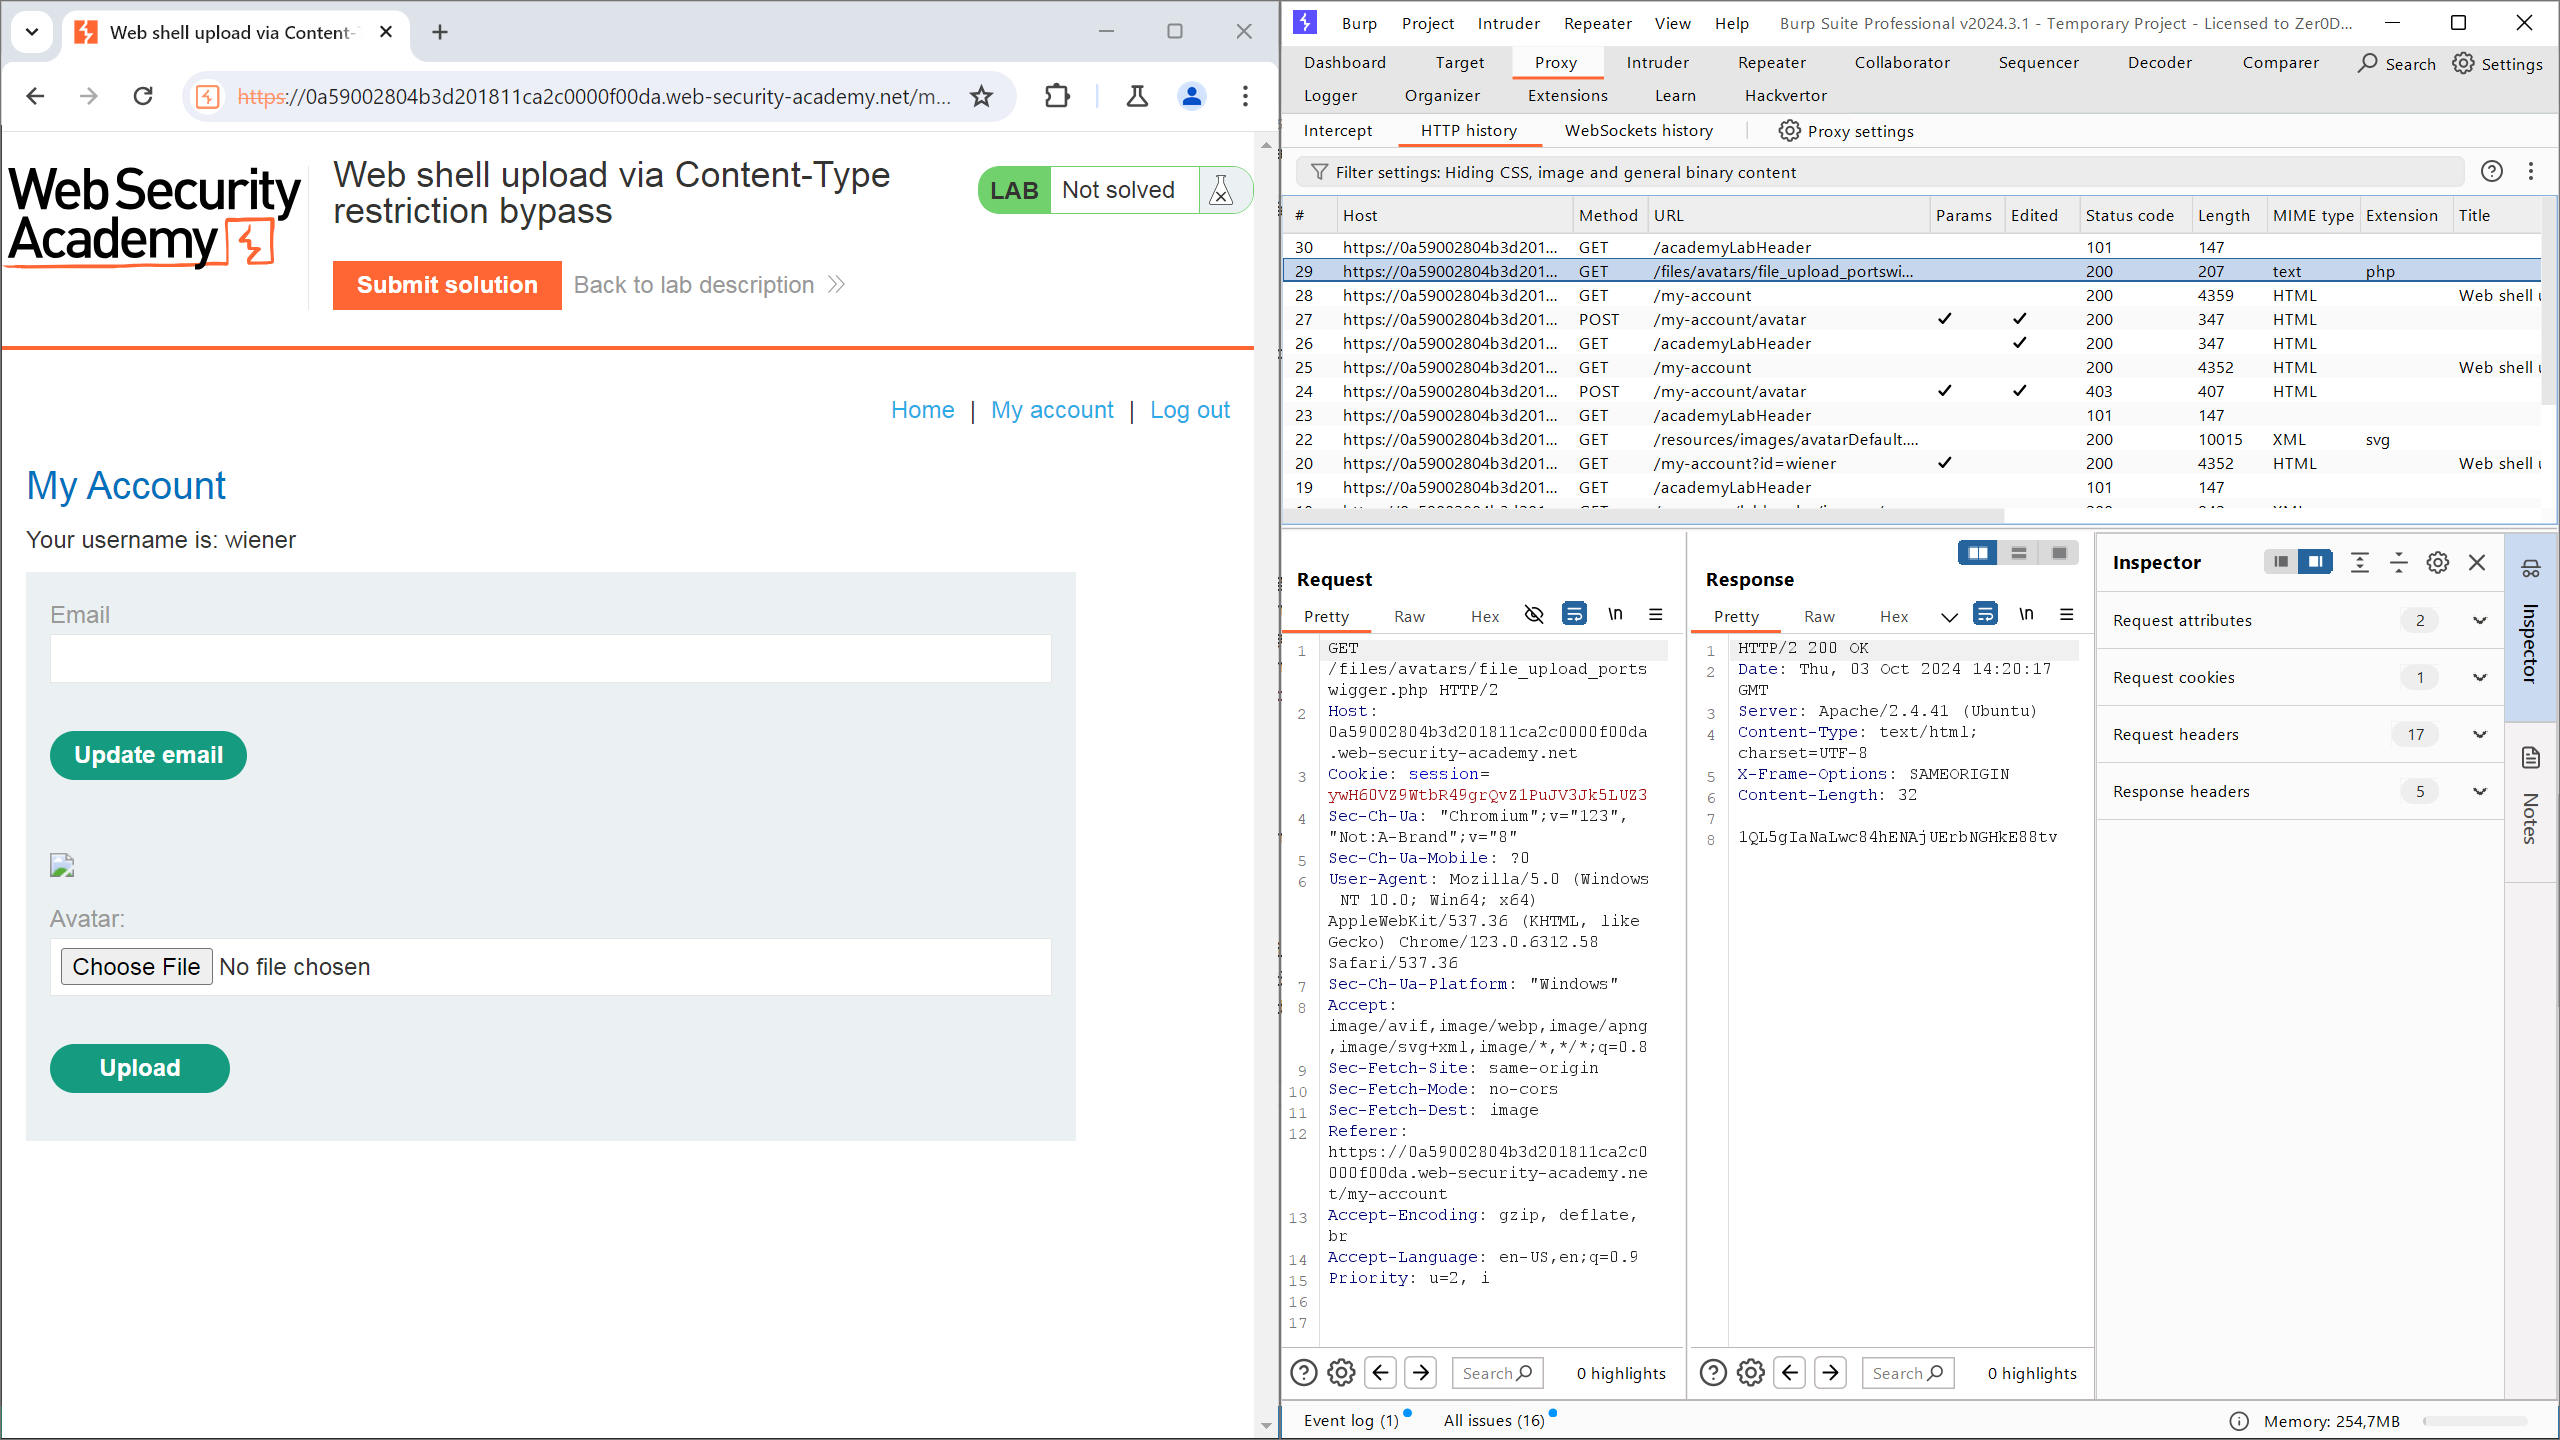 Web shell upload via Content-
https://0a59002804b3d201811ca2c0000f00da.web-security-academy.net/m...
Web Security
Academy
Web shell upload via Content-Type
restriction bypass
LAB Not solved
Submit solution Back to lab description
Home | My account | Log out
My Account
Your username is: wiener
Email
Update email
Avatar:
Choose File No file chosen
Upload
Burp Project Intruder Repeater View Help Burp Suite Professional v2024.3.1 - Temporary Project - Licensed to Zer0D...
Dashboard Target Proxy Intruder Repeater Collaborator Sequencer Decoder Comparer Search Settings
Logger Organizer Extensions Learn Hackvertor
Intercept HTTP history WebSockets history Proxy settings
Filter settings: Hiding CSS, image and general binary content
# Host Method URL Params Edited Status code Length MIME type Extension Title
30 https://0a59002804b3d201... GET /academyLabHeader 101 147
29 https://0a59002804b3d201... GET /files/avatars/file_upload_portswi... 200 207 text php
28 https://0a59002804b3d201... GET /my-account 200 4359 HTML Web shell
27 https://0a59002804b3d201... POST /my-account/avatar ✓ ✓ 200 347 HTML
26 https://0a59002804b3d201... GET /academyLabHeader ✓ 200 347 HTML
25 https://0a59002804b3d201... GET /my-account 200 4352 HTML Web shell
24 https://0a59002804b3d201... POST /my-account/avatar ✓ ✓ 403 407 HTML
23 https://0a59002804b3d201... GET /academyLabHeader 101 147
22 https://0a59002804b3d201... GET /resources/images/avatarDefault.... 200 10015 XML svg
20 https://0a59002804b3d201... GET /my-account?id=wiener ✓ 200 4352 HTML Web shell
19 https://0a59002804b3d201... GET /academyLabHeader 101 147
Request
Pretty Raw Hex \n
1 GET
/files/avatars/file_upload_ports
wigger.php HTTP/2
2 Host:
0a59002804b3d201811ca2c0000f00da
.web-security-academy.net
3 Cookie: session=
ywH60VZ9WtbR49grQvZ1PuJV3Jk5LUZ3
4 Sec-Ch-Ua: "Chromium";v="123",
"Not:A-Brand";v="8"
5 Sec-Ch-Ua-Mobile: ?0
6 User-Agent: Mozilla/5.0 (Windows
NT 10.0; Win64; x64)
AppleWebKit/537.36 (KHTML, like
Gecko) Chrome/123.0.6312.58
Safari/537.36
7 Sec-Ch-Ua-Platform: "Windows"
8 Accept:
image/avif,image/webp,image/apng
,image/svg+xml,image/*,*/*;q=0.8
9 Sec-Fetch-Site: same-origin
10 Sec-Fetch-Mode: no-cors
11 Sec-Fetch-Dest: image
12 Referer:
https://0a59002804b3d201811ca2c0
000f00da.web-security-academy.ne
t/my-account
13 Accept-Encoding: gzip, deflate,
br
14 Accept-Language: en-US,en;q=0.9
15 Priority: u=2, i
16
17
Search 0 highlights
Response
Pretty Raw Hex \n
1 HTTP/2 200 OK
2 Date: Thu, 03 Oct 2024 14:20:17
GMT
3 Server: Apache/2.4.41 (Ubuntu)
4 Content-Type: text/html;
charset=UTF-8
5 X-Frame-Options: SAMEORIGIN
6 Content-Length: 32
7
8 1QL5gIaNaLwc84hENAjUErbNGHkE88tv
Search 0 highlights
Inspector
Request attributes 2
Request cookies 1
Request headers 17
Response headers 5
Inspector
Notes
Event log (1) All issues (16) Memory: 254,7MB